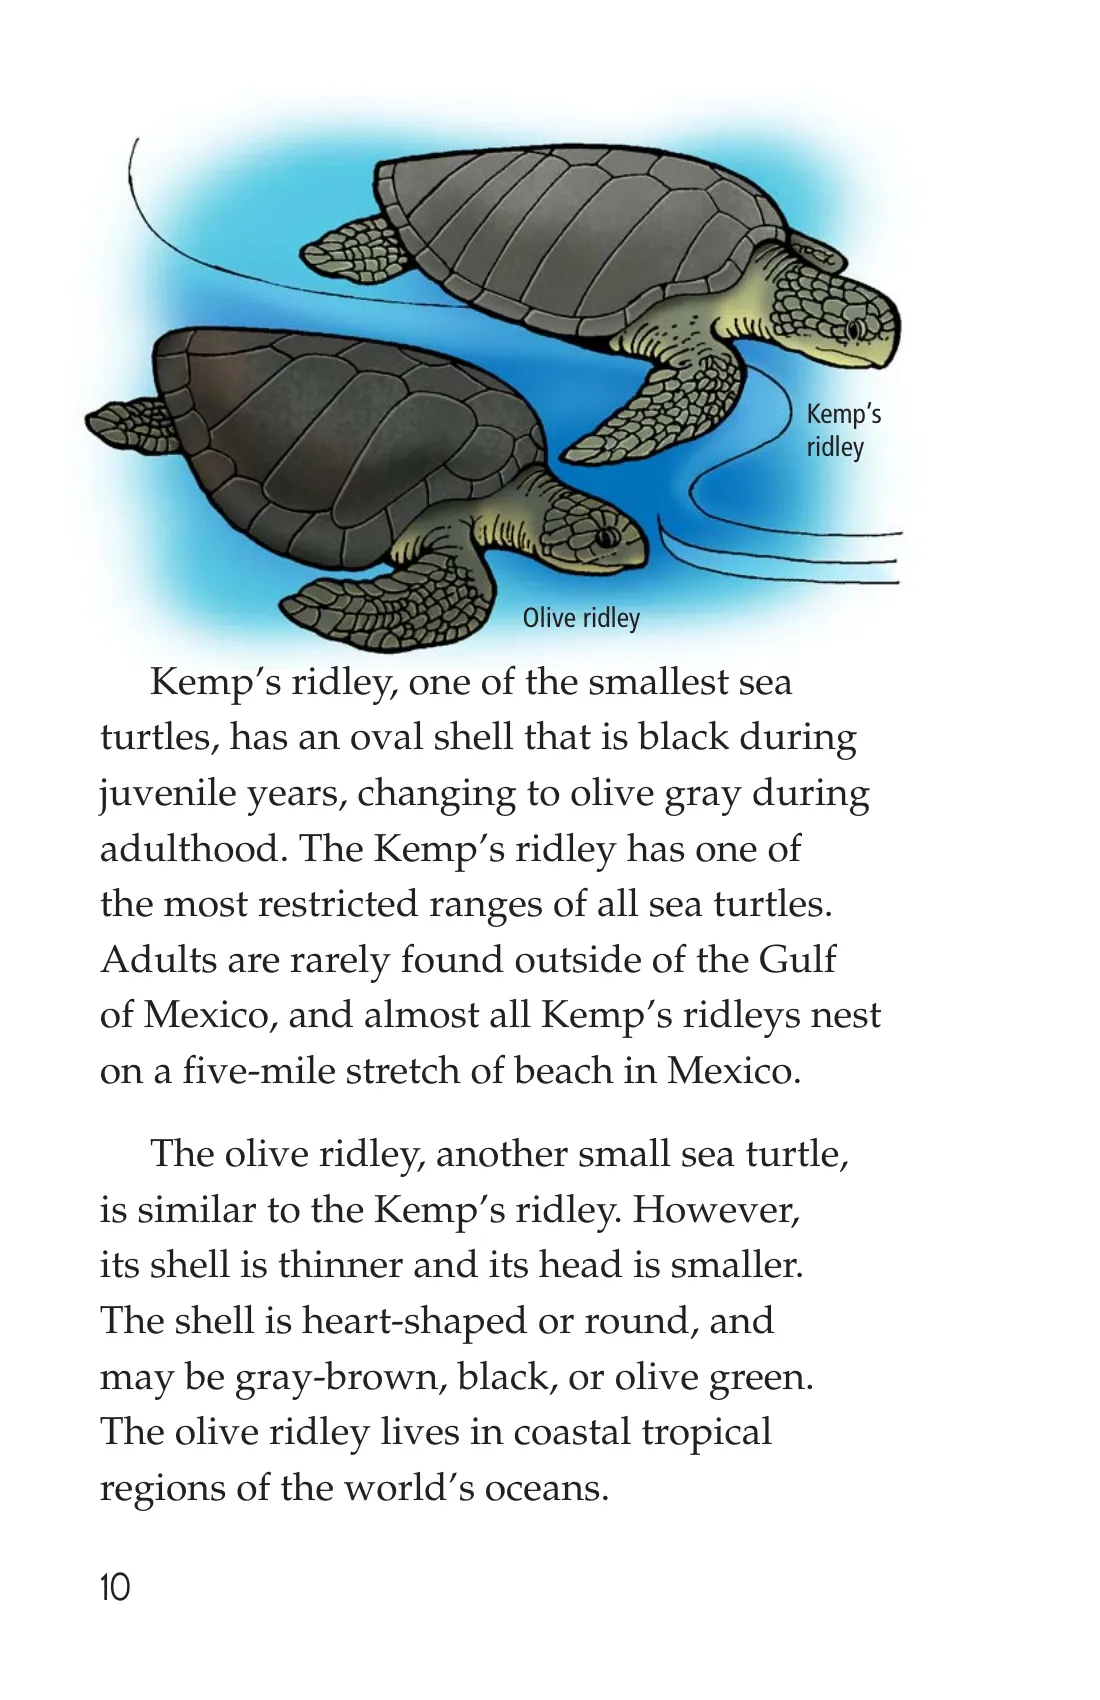 Kemp’s
ridley
Olive ridley
Kemp’s ridley, one of the smallest sea
turtles, has an oval shell that is black during
juvenile years, changing to olive gray during
adulthood. The Kemp’s ridley has one of
the most restricted ranges of all sea turtles.
Adults are rarely found outside of the Gulf
of Mexico, and almost all Kemp’s ridleys nest
on a five-mile stretch of beach in Mexico.
The olive ridley, another small sea turtle,
is similar to the Kemp’s ridley. However,
its shell is thinner and its head is smaller.
The shell is heart-shaped or round, and
may be gray-brown, black, or olive green.
The olive ridley lives in coastal tropical
regions of the world’s oceans.
10